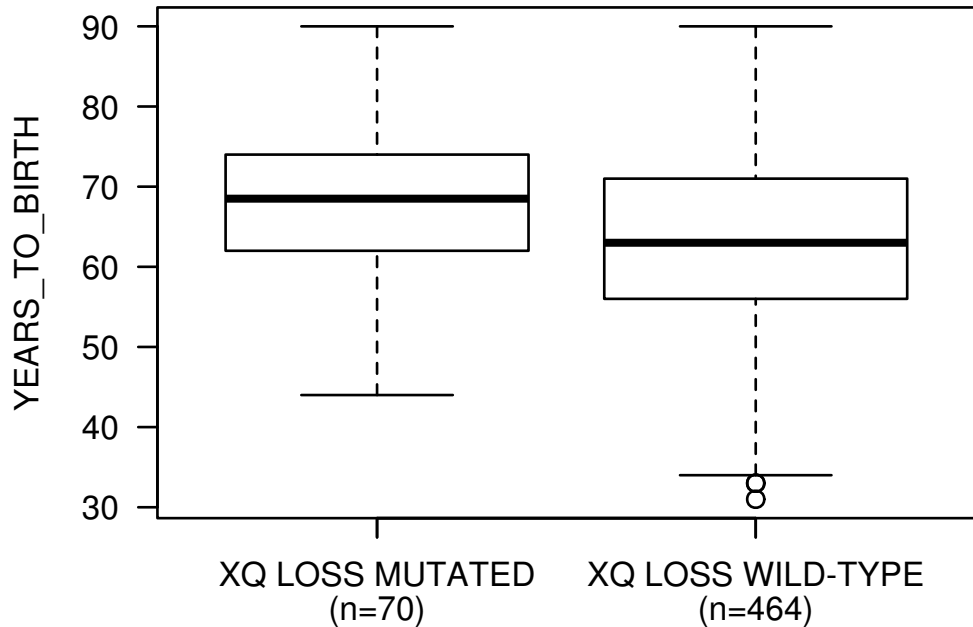 YEARS_TO_BIRTH
90
80
70
60
50
40
30
XQ LOSS MUTATED
(n=70)
XQ LOSS WILD-TYPE
(n=464)